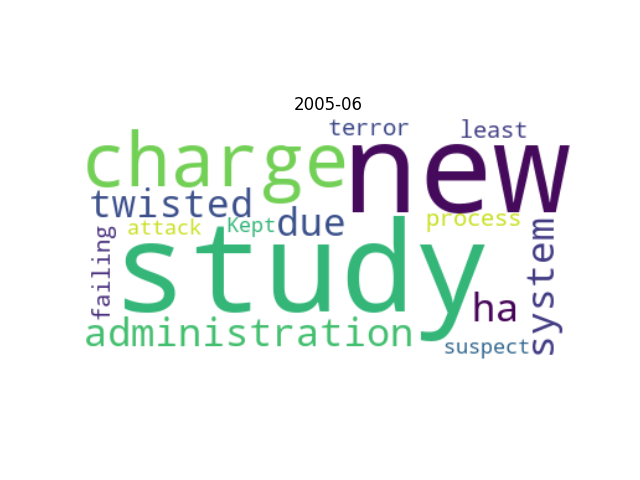 2005-06
terror least
charge new
twisted
attack Kept due process
failing study system
ha
administration
suspect